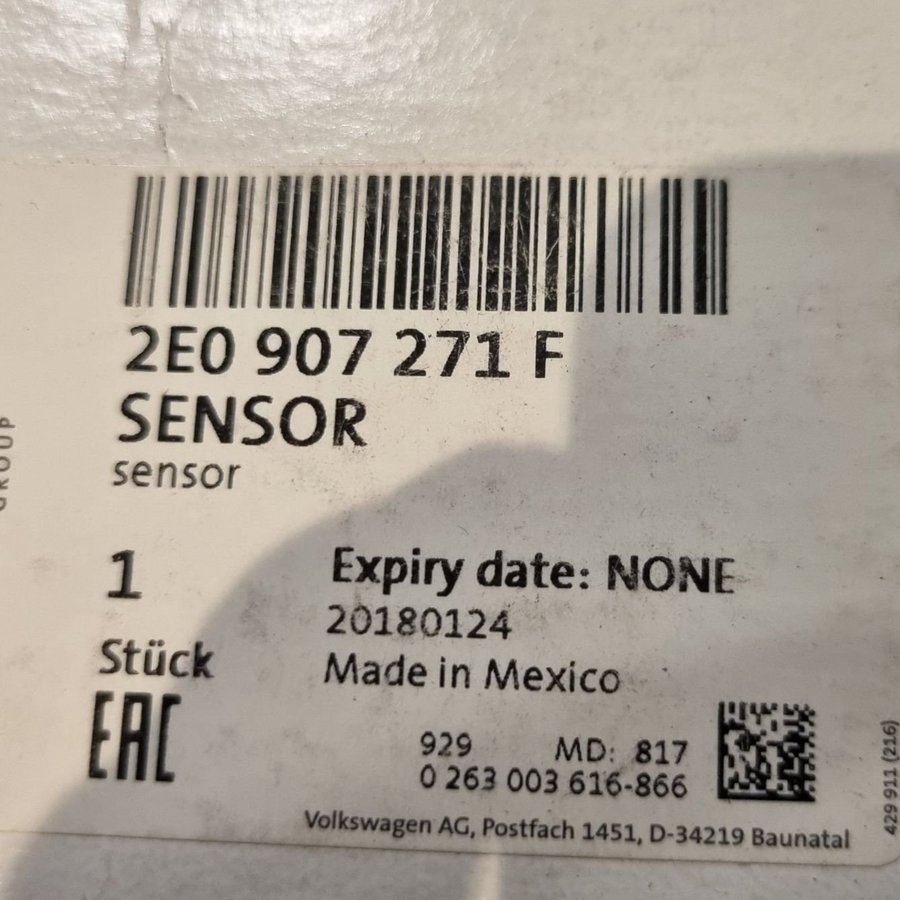 2E0 907 271 F
SENSOR
sensor
GROUP
1
Stück
EAC
Expiry date: NONE
20180124
Made in Mexico
929 MD: 817
0 263 003 616-866
Volkswagen AG, Postfach 1451, D-34219 Baunatal
429 911 (216)